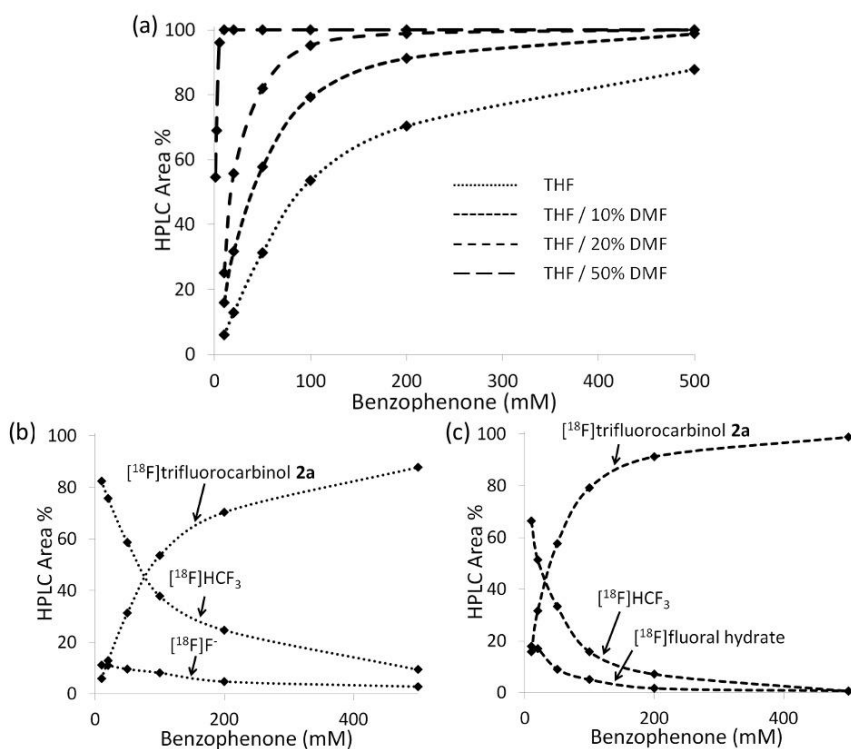 (a)
HPLC Area %
100
80
60
40
20
0
0 100 200 300 400 500
Benzophenone (mM)
THF
THF / 10% DMF
THF / 20% DMF
THF / 50% DMF
(b)
HPLC Area %
100
80
60
40
20
0
0 200 400
Benzophenone (mM)
[¹⁸F]trifluorocarbinol 2a
[¹⁸F]HCF₃
[¹⁸F]F⁻
(c)
HPLC Area %
100
80
60
40
20
0
0 200 400
Benzophenone (mM)
[¹⁸F]trifluorocarbinol 2a
[¹⁸F]HCF₃
[¹⁸F]fluoral hydrate